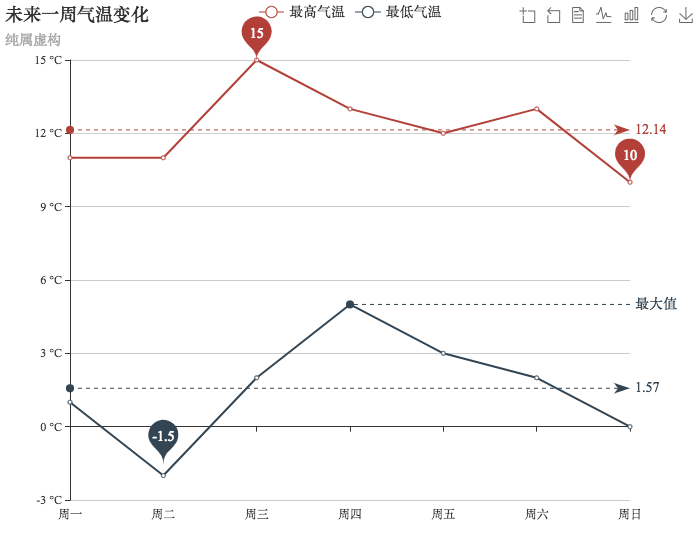 未来一周气温变化
纯属虚构
最高气温 最低气温
15 °C
12 °C
9 °C
6 °C
3 °C
0 °C
-3 °C
15
12.14
10
最大值
1.57
-1.5
周一 周二 周三 周四 周五 周六 周日